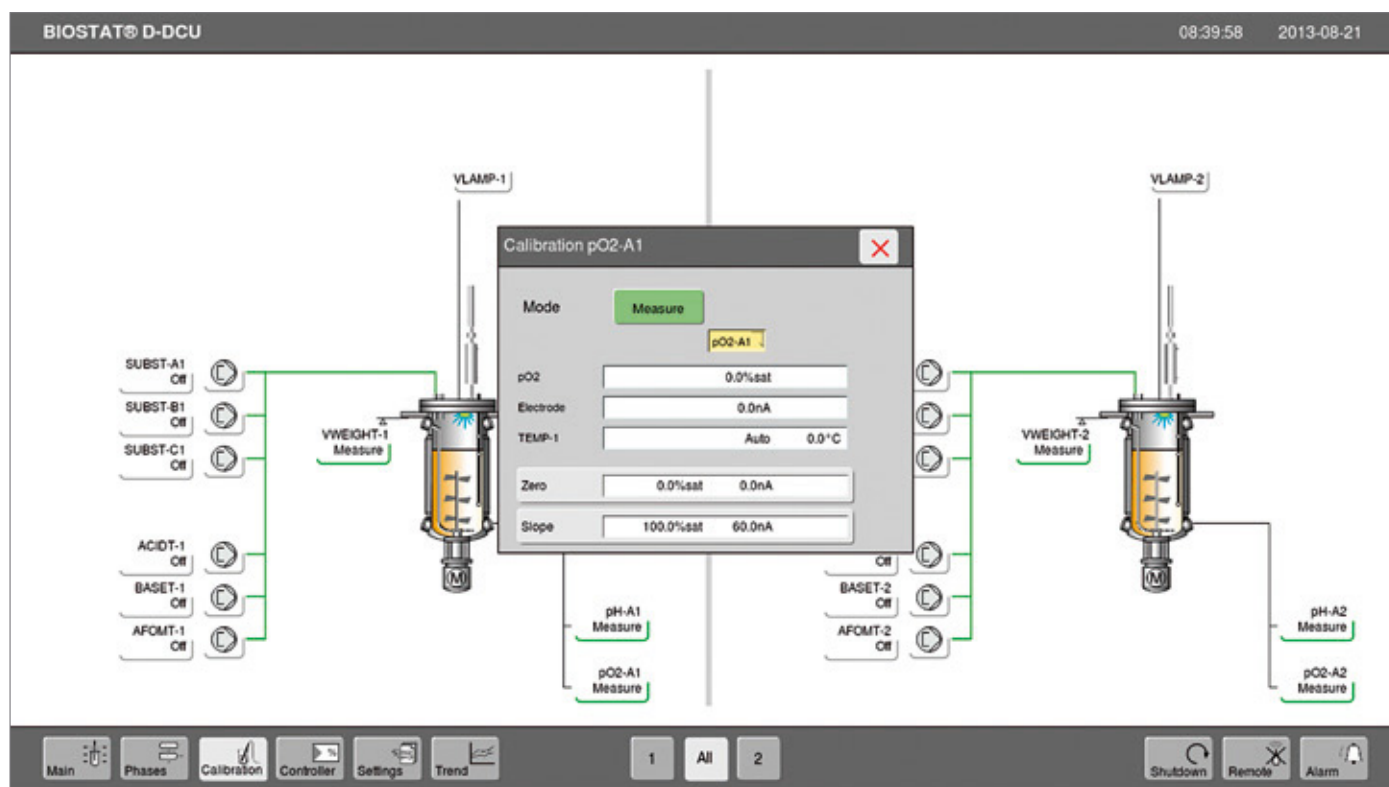 BIOSTAT® D-DCU
08:39:58 2013-08-21
VLAMP-1
VLAMP-2
Calibration pO2-A1
Mode Measure
pO2-A1
pO2 0.0%sat
Electrode 0.0nA
TEMP-1 Auto 0.0°C
Zero 0.0%sat 0.0nA
Slope 100.0%sat 60.0nA
SUBST-A1
Off
SUBST-B1
Off
SUBST-C1
Off
VWEIGHT-1
Measure
ACIDT-1
Off
BASET-1
Off
AFOMT-1
Off
pH-A1
Measure
pO2-A1
Measure
VWEIGHT-2
Measure
Off
BASET-2
Off
AFOMT-2
Off
pH-A2
Measure
pO2-A2
Measure
M
M
Main
Phases
Calibration
%
Controller
Settings
Trend
1 All 2
Shutdown
Remote
Alarm